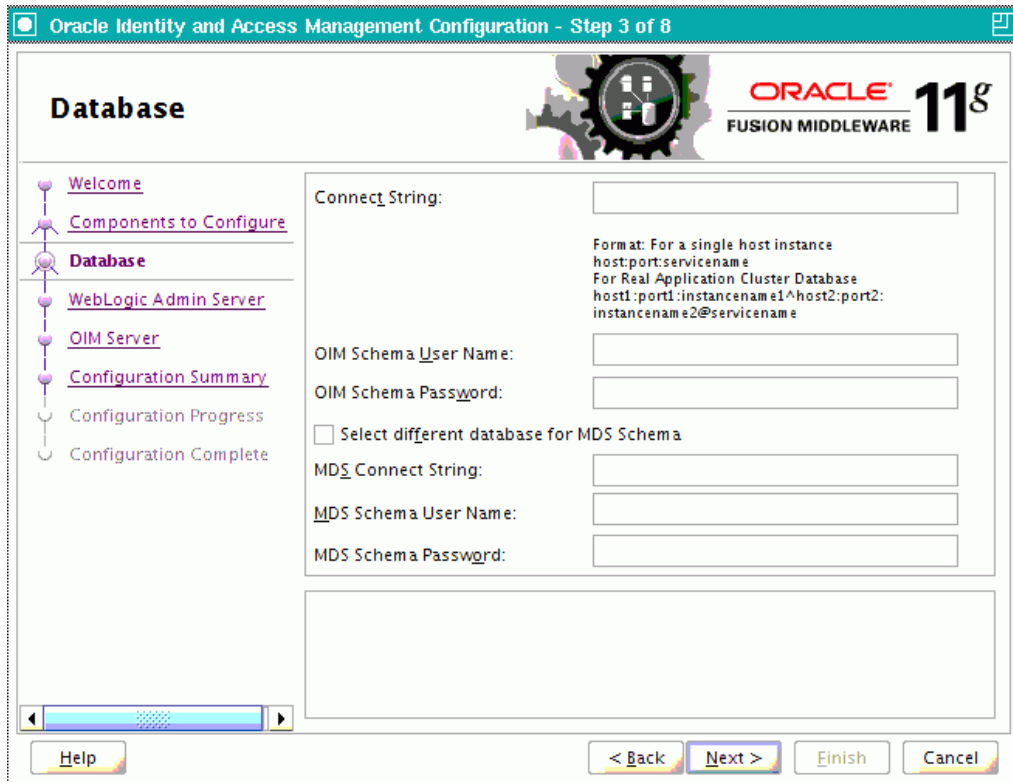 Oracle Identity and Access Management Configuration - Step 3 of 8
Database
ORACLE
FUSION MIDDLEWARE
11g
Welcome
Components to Configure
Database
WebLogic Admin Server
OIM Server
Configuration Summary
Configuration Progress
Configuration Complete
Connect String:
Format: For a single host instance
host:port:servicename
For Real Application Cluster Database
host1:port1:instancename1^host2:port2:
instancename2@servicename
OIM Schema User Name:
OIM Schema Password:
Select different database for MDS Schema
MDS Connect String:
MDS Schema User Name:
MDS Schema Password:
Help
< Back
Next >
Finish
Cancel